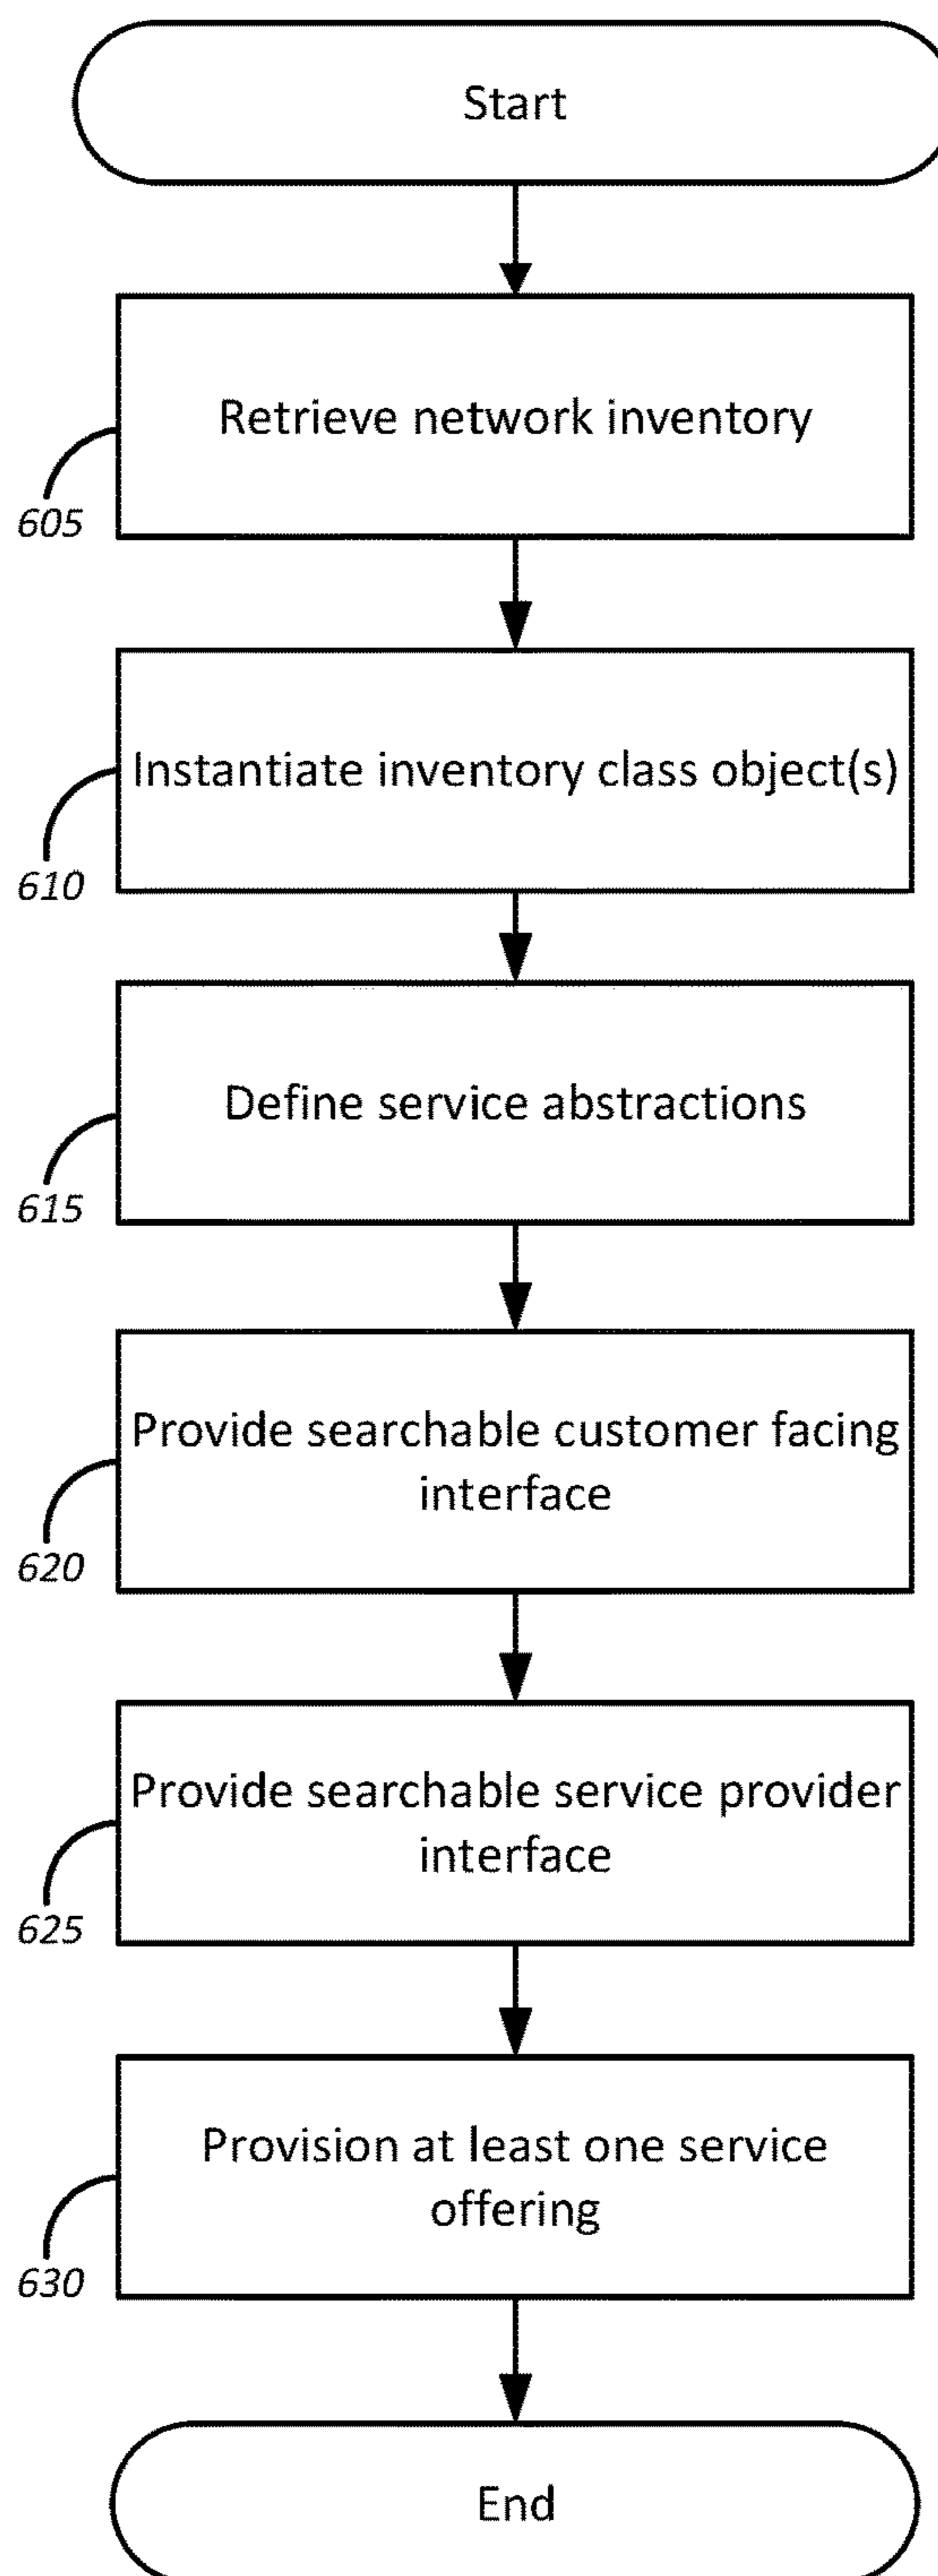 Start
Retrieve network inventory
605
Instantiate inventory class object(s)
610
Define service abstractions
615
Provide searchable customer facing
interface
620
Provide searchable service provider
interface
625
Provision at least one service
offering
630
End